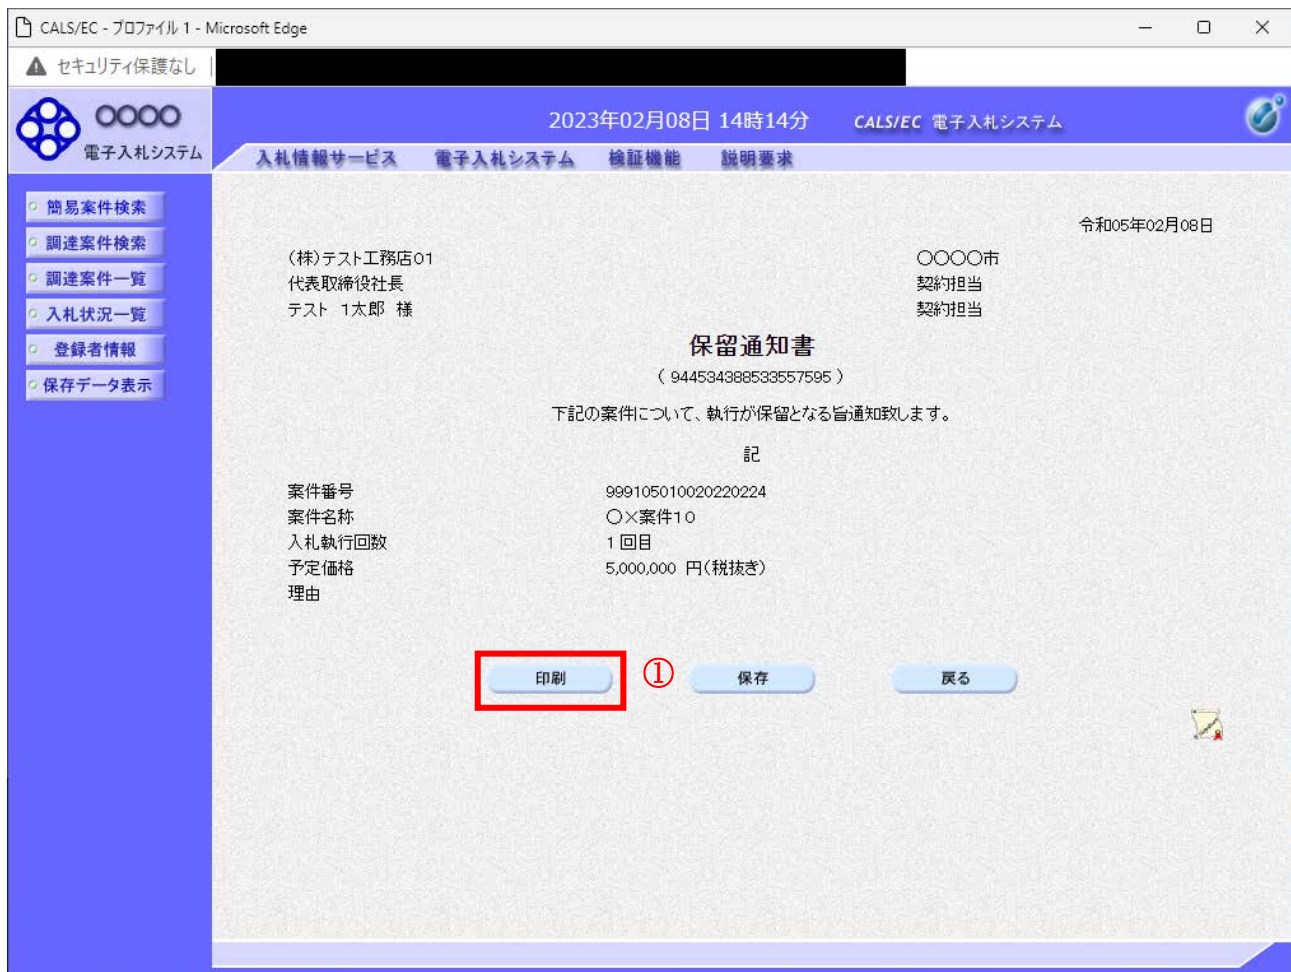 CALS/EC - プロファイル 1 - Microsoft Edge
セキュリティ保護なし
○○○○
電子入札システム
2023年02月08日 14時14分
CALS/EC 電子入札システム
入札情報サービス 電子入札システム 検証機能 説明要求
簡易案件検索
調達案件検索
調達案件一覧
入札状況一覧
登録者情報
保存データ表示
令和05年02月08日
(株)テスト工務店01
代表取締役社長
テスト 1太郎 様
○○○○市
契約担当
契約担当
保留通知書
( 944534388533557595 )
下記の案件について、執行が保留となる旨通知致します。
記
案件番号 999105010020220224
案件名称 ○×案件10
入札執行回数 1回目
予定価格 5,000,000 円(税抜き)
理由
印刷 ① 保存 戻る